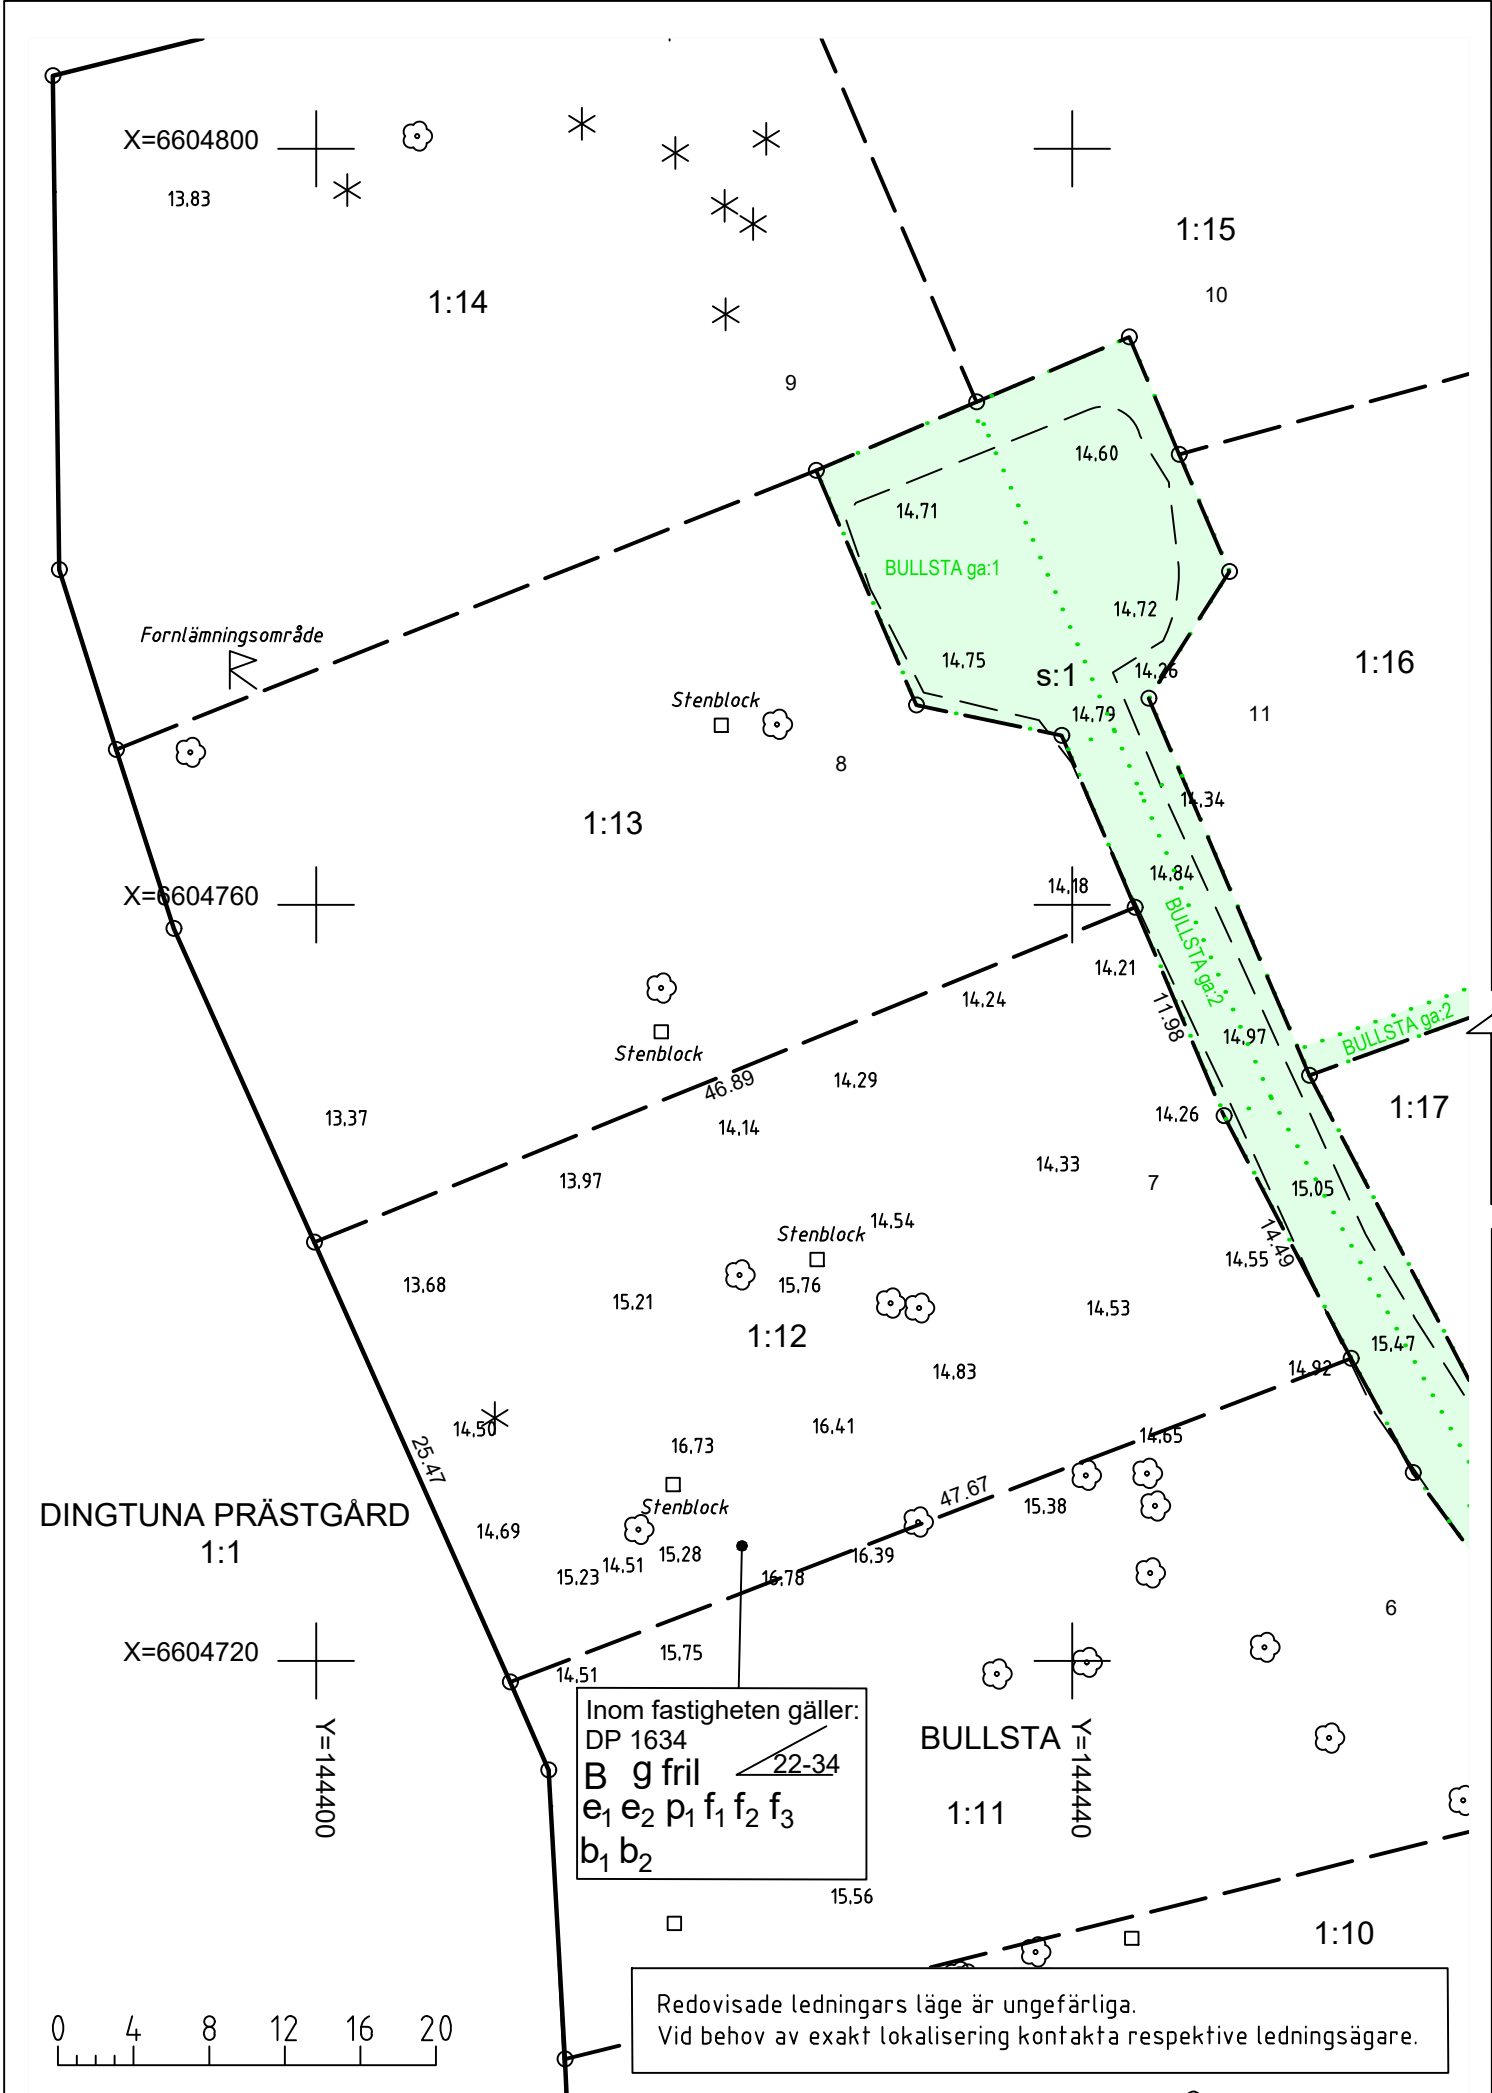 X=6604800
13.83
1:15
10
1:14
9
14.60
14.71
BULLSTA ga:1
14.72
Fornlämningsområde
R
14.75
s:1
14.26
1:16
Stenblock
14.79
11
8
14.34
1:13
14.84
14.18
X=6604760
BULLSTA ga:2
14.21
14.24
11.98
14.97
BULLSTA ga:2
Stenblock
46.89
14.29
13.37
14.14
14.26
1:17
14.33
13.97
7
15.05
14.54
Stenblock
14.49
14.55
13.68
15.76
15.21
14.53
1:12
15.47
14.92
14.83
14.50
16.41
14.65
16.73
25.47
47.67
Stenblock
15.38
DINGTUNA PRÄSTGÅRD
1:1
14.69
15.28
16.39
14.51
15.23
16.78
6
X=6604720
15.75
14.51
Inom fastigheten gäller:
DP 1634
B g fril 22-34
e1 e2 p1 f1 f2 f3
b1 b2
Y=144400
BULLSTA
Y=144440
1:11
15.56
1:10
Redovisade ledningars läge är ungefärliga.
Vid behov av exakt lokalisering kontakta respektive ledningsägare.
0 4 8 12 16 20